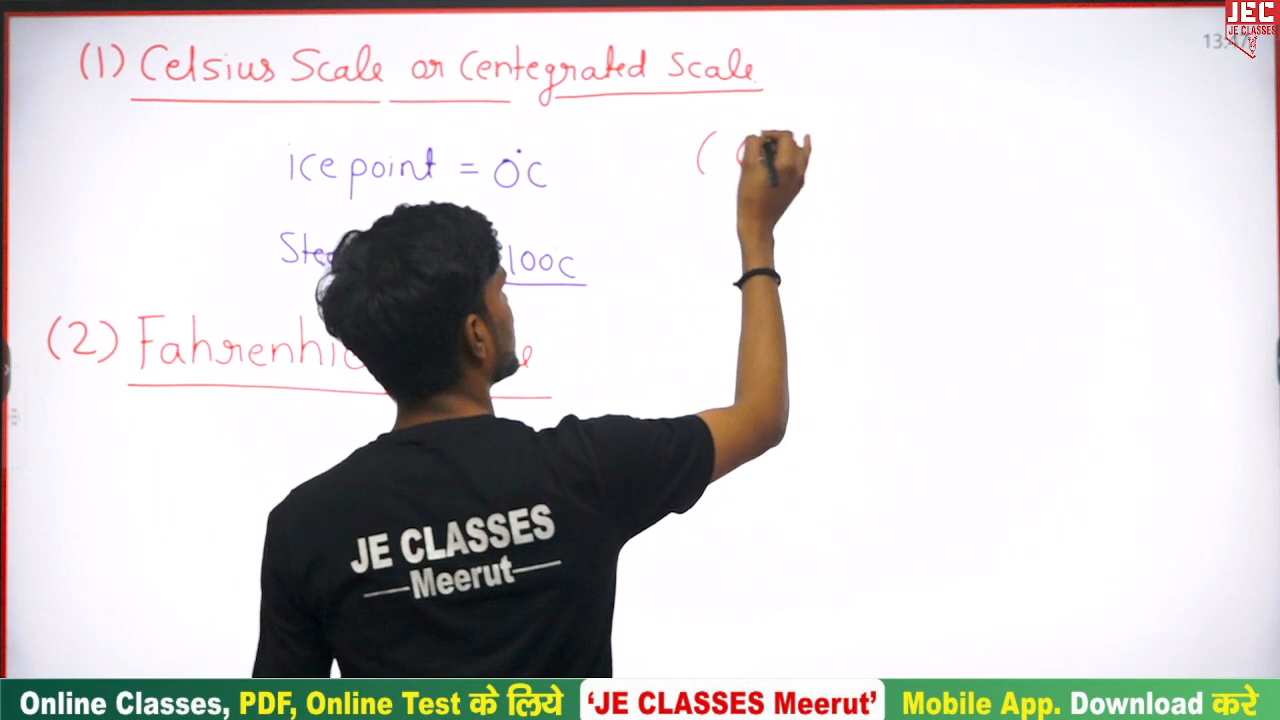 JEC
JE CLASSES
(1) Celsius Scale or Centegrated Scale
ice point = 0°C
100C
(2)
JE CLASSES
Meerut
Online Classes, PDF, Online Test के लिये 'JE CLASSES Meerut' Mobile App. Download करे